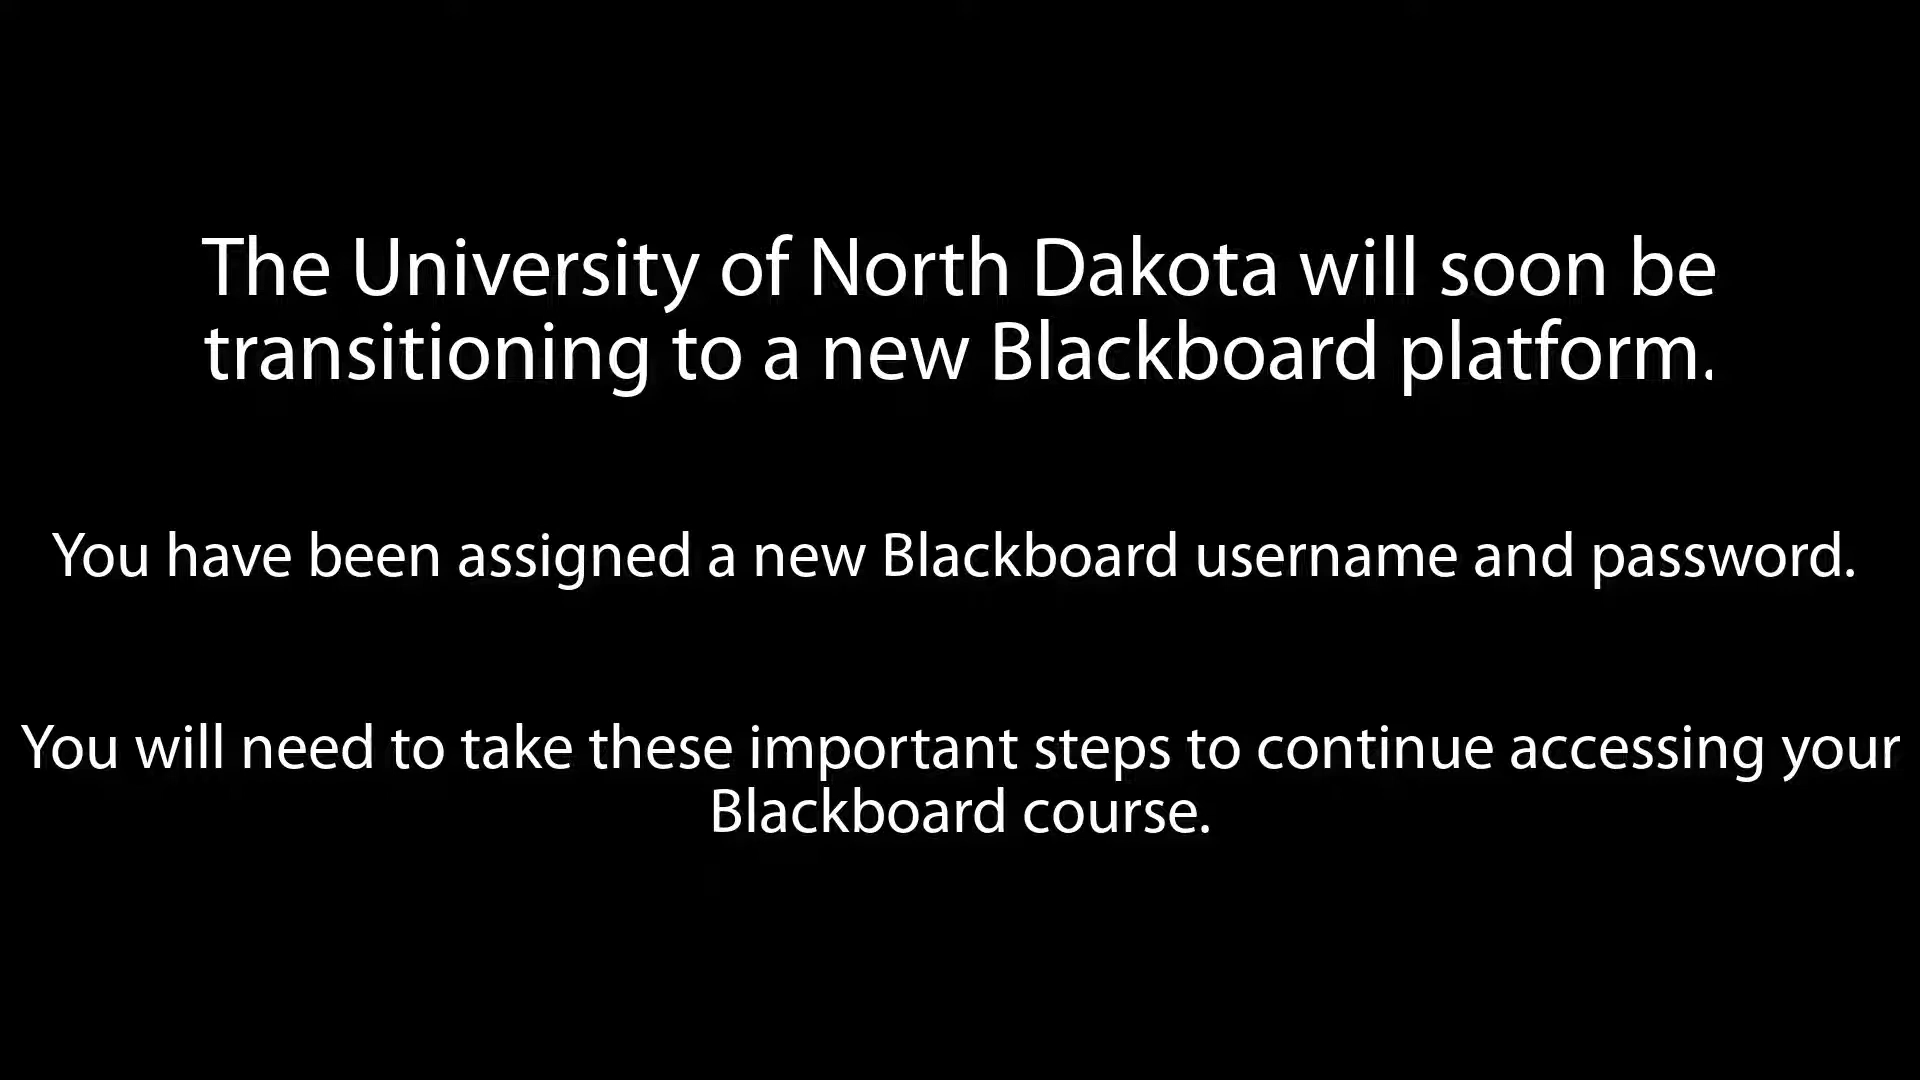 The University of North Dakota will soon be
transitioning to a new Blackboard platform.
You have been assigned a new Blackboard username and password.
You will need to take these important steps to continue accessing your
Blackboard course.